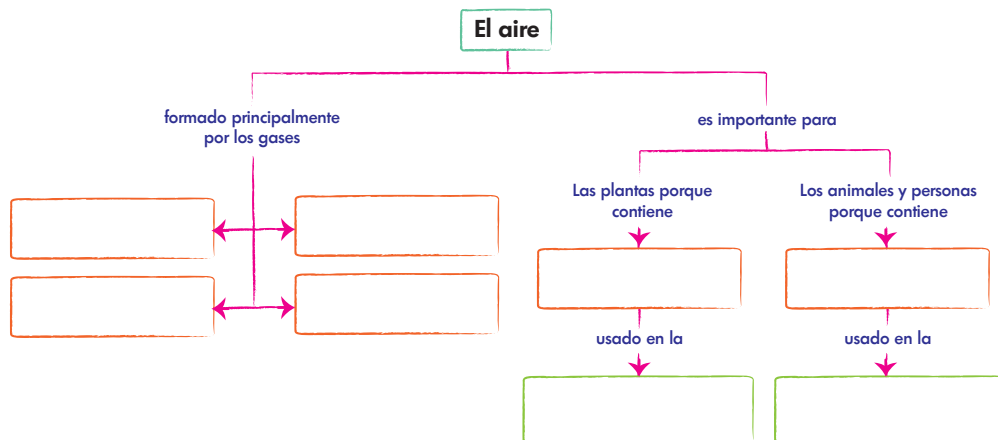 El aire
formado principalmente
por los gases
es importante para
Las plantas porque
contiene
Los animales y personas
porque contiene
usado en la
usado en la